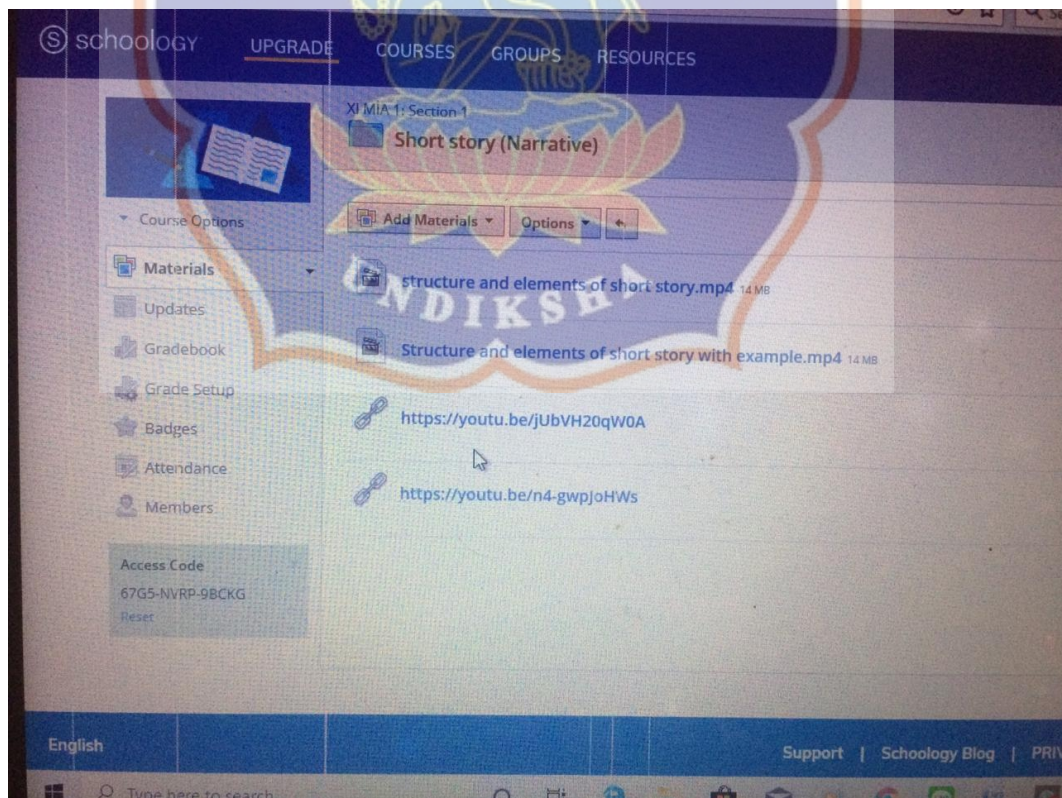 schoology
UPGRADE COURSES GROUPS RESOURCES
XI MIA 1: Section 1
Short story (Narrative)
Course Options
Add Materials Options
Materials
structure and elements of short story.mp4 14 MB
UNDIKSHA
Updates
Gradebook
Structure and elements of short story with example.mp4 14 MB
Grade Setup
Badges
https://youtu.be/jUbVH20qW0A
Attendance
https://youtu.be/n4-gwpJoHWs
Members
Access Code
67G5-NVRP-9BCKG
Reset
English
Support | Schoology Blog |
Type here to search